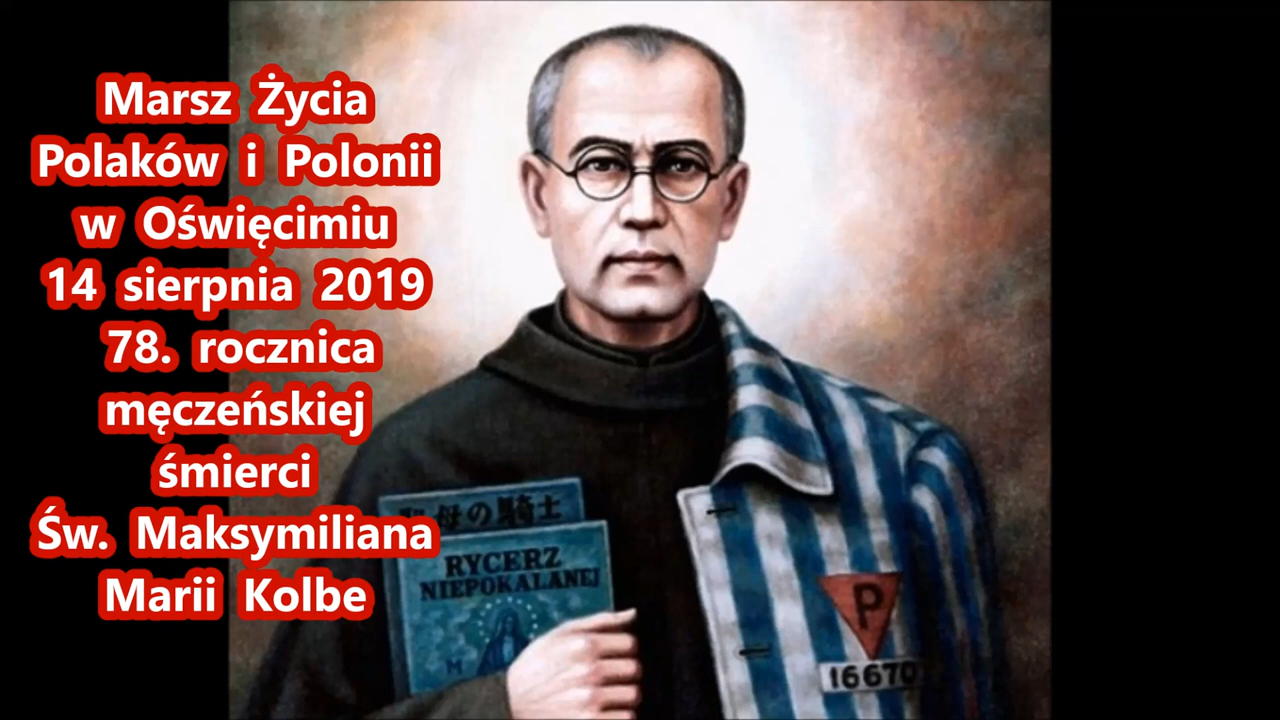 Marsz Życia
Polaków i Polonii
w Oświęcimiu
14 sierpnia 2019
78. rocznica
męczeńskiej
śmierci
Św. Maksymiliana
Marii Kolbe
母の騎士
RYCERZ
NIEPOKALANEJ
M
P
16670